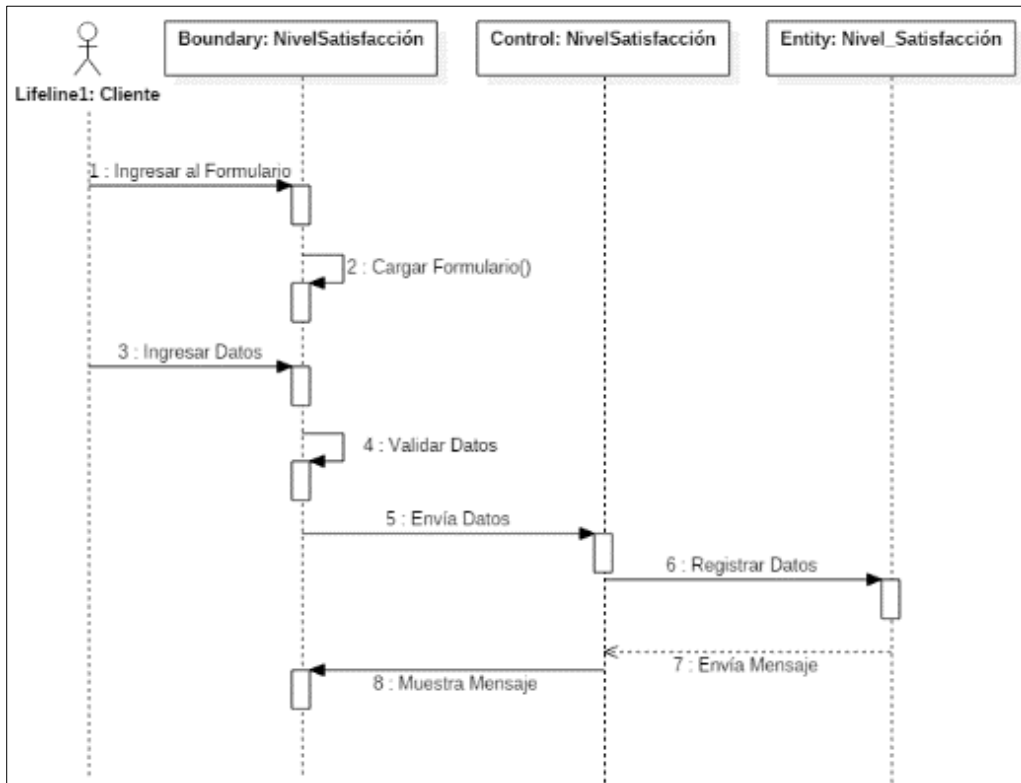 Boundary: NivelSatisfacción
Control: NivelSatisfacción
Entity: Nivel_Satisfacción
Lifeline1: Cliente
1 : Ingresar al Formulario
2 : Cargar Formulario()
3 : Ingresar Datos
4 : Validar Datos
5 : Envía Datos
6 : Registrar Datos
7 : Envía Mensaje
8 : Muestra Mensaje